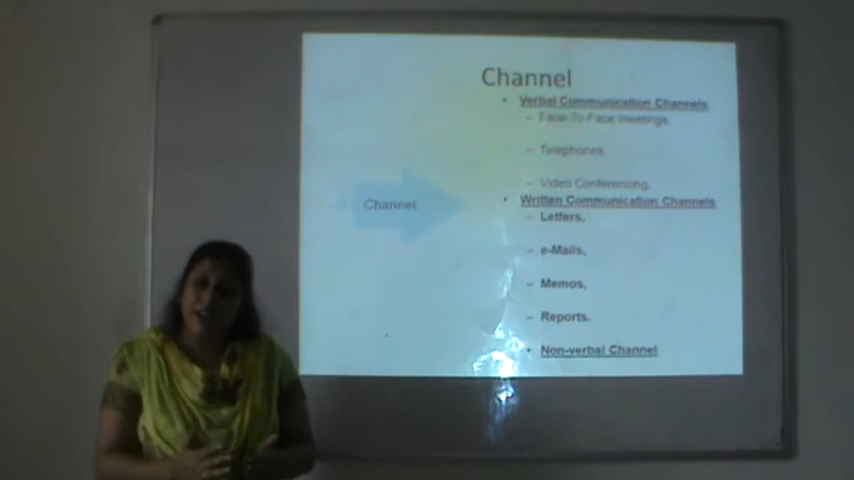 Channel
• Verbal Communication Channels
– Face-To-Face meetings,
– Telephones
– Video Conferencing
Channel
• Written Communication Channels
– Letters,
– e-Mails,
– Memos,
– Reports.
• Non-verbal Channel